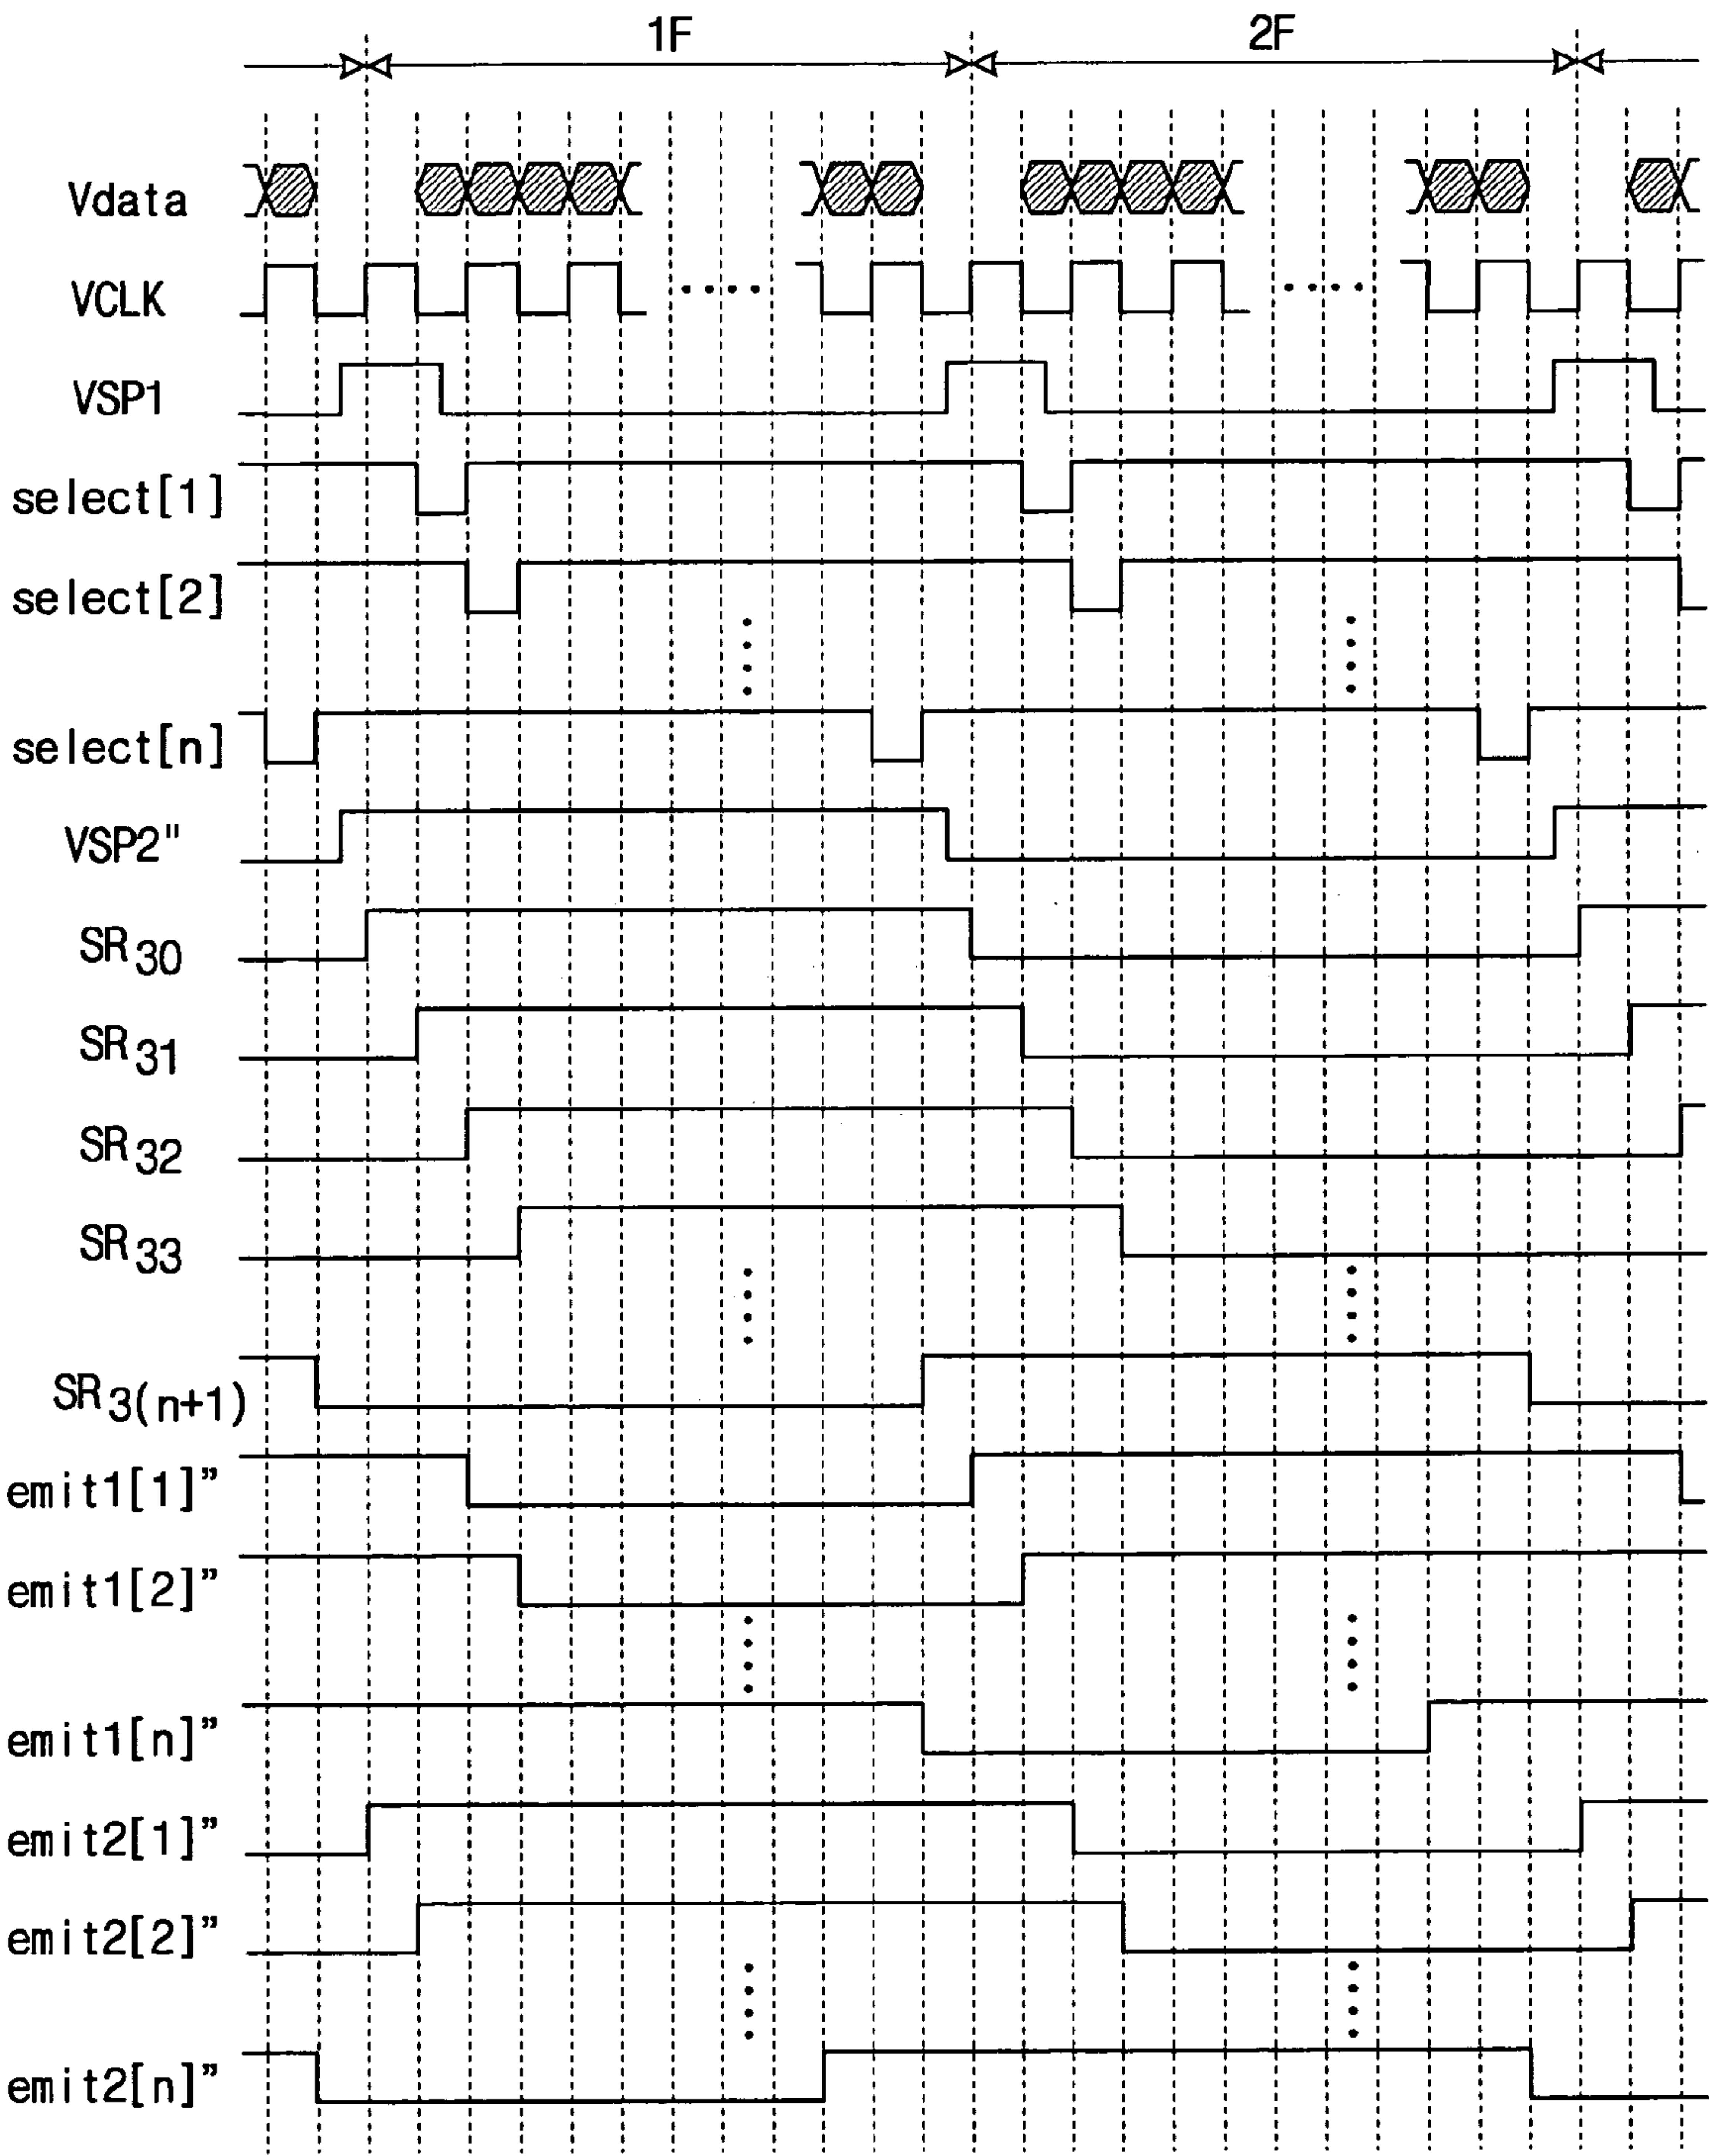 1F 2F
Vdata
VCLK
VSP1
select[1]
select[2]
select[n]
VSP2"
SR30
SR31
SR32
SR33
SR3(n+1)
emit1[1]”
emit1[2]”
emit1[n]”
emit2[1]”
emit2[2]”
emit2[n]”